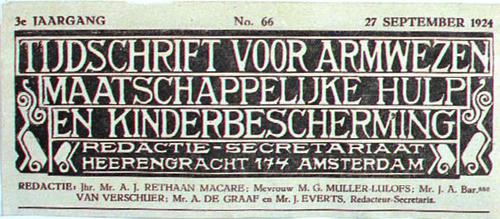 3e JAARGANG No. 66 27 SEPTEMBER 1924
TIJDSCHRIFT VOOR ARMWEZEN
MAATSCHAPPELIJKE HULP
EN KINDERBESCHERMING
REDACTIE-SECRETARIAAT
HEERENGRACHT 174 AMSTERDAM
REDACTIE: Jhr. Mr. A. J. RETHAAN MACARE; Mevrouw M. G. MULLER-LULOFS; Mr. J. A. Bar.sse
VAN VERSCHUER; Mr. A. DE GRAAF en Mr. J. EVERTS, Redacteur-Secretaris.